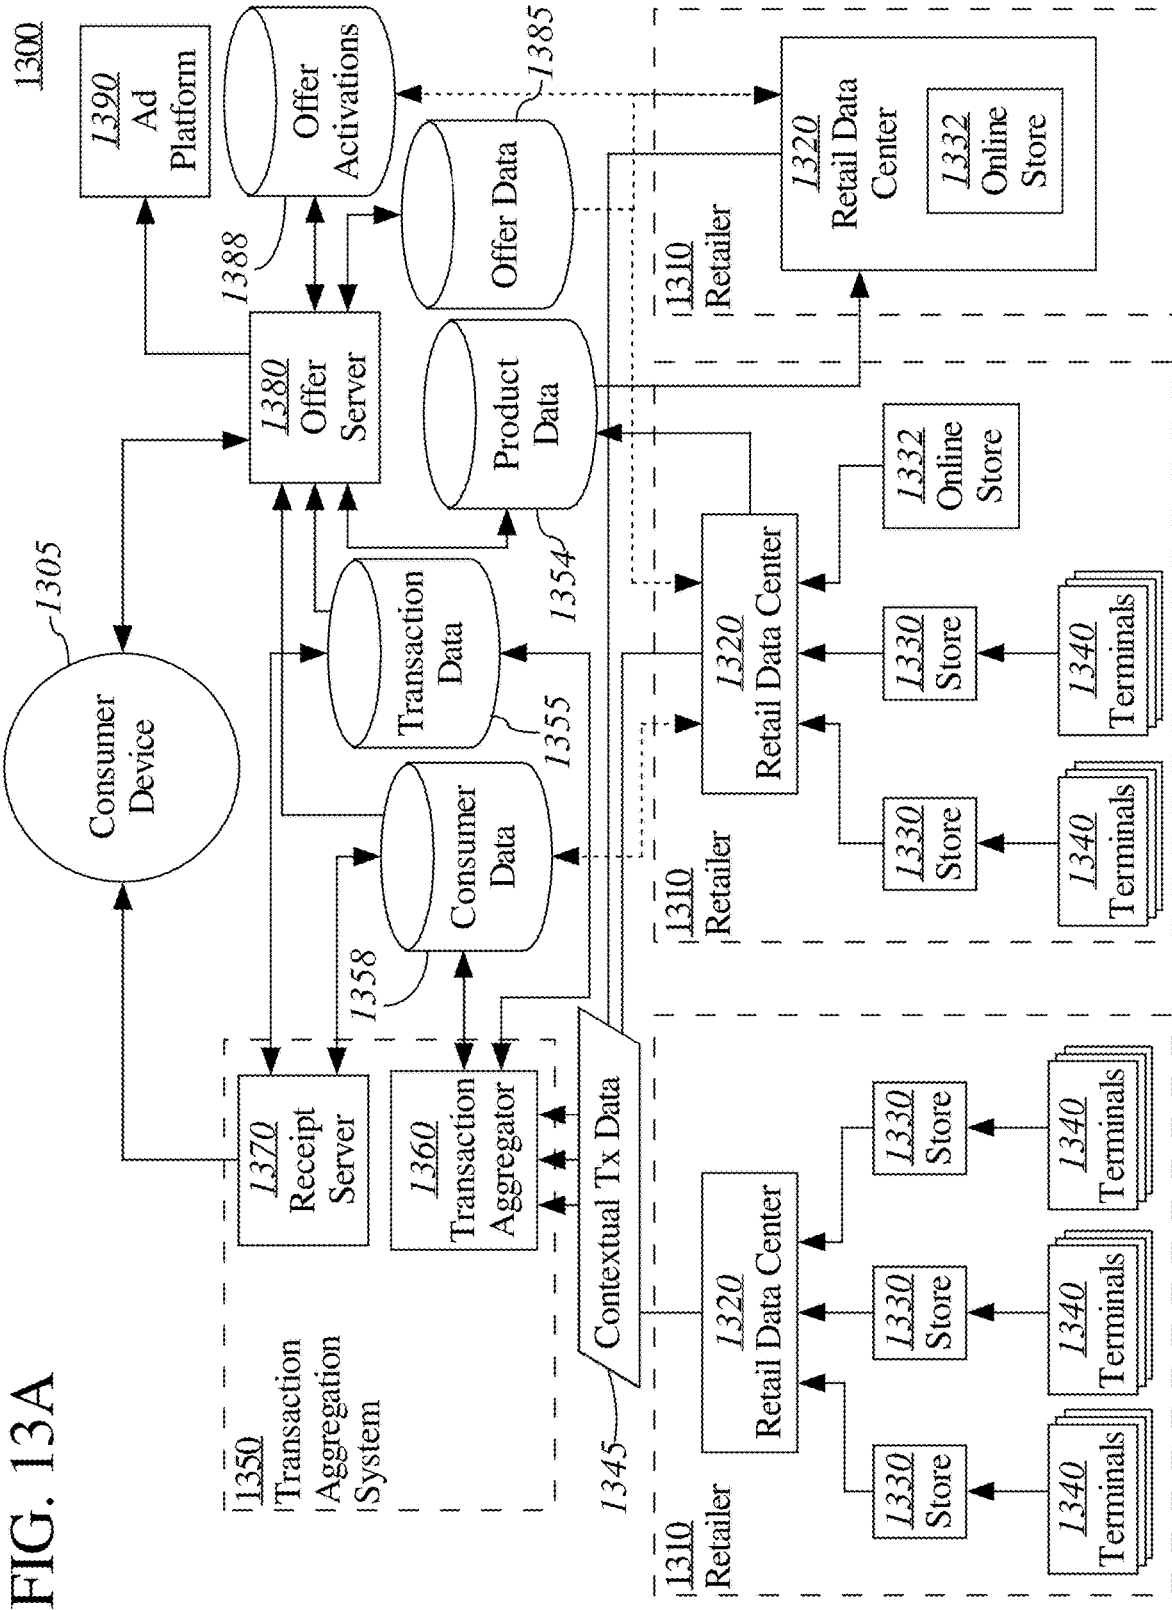 FIG. 13A
1300
1305
Consumer
Device
1390
Ad
Platform
1350
Transaction
Aggregation
System
1370
Receipt
Server
1380
Offer
Server
1388
Offer
Activations
1360
Transaction
Aggregator
1358
Consumer
Data
1355
Transaction
Data
1354
Product
Data
1385
Offer Data
1345
Contextual Tx Data
1310
Retailer
1320
Retail Data Center
1330
Store
1330
Store
1330
Store
1340
Terminals
1340
Terminals
1340
Terminals
1310
Retailer
1320
Retail Data Center
1330
Store
1330
Store
1332
Online
Store
1340
Terminals
1340
Terminals
1310
Retailer
1320
Retail Data
Center
1332
Online
Store